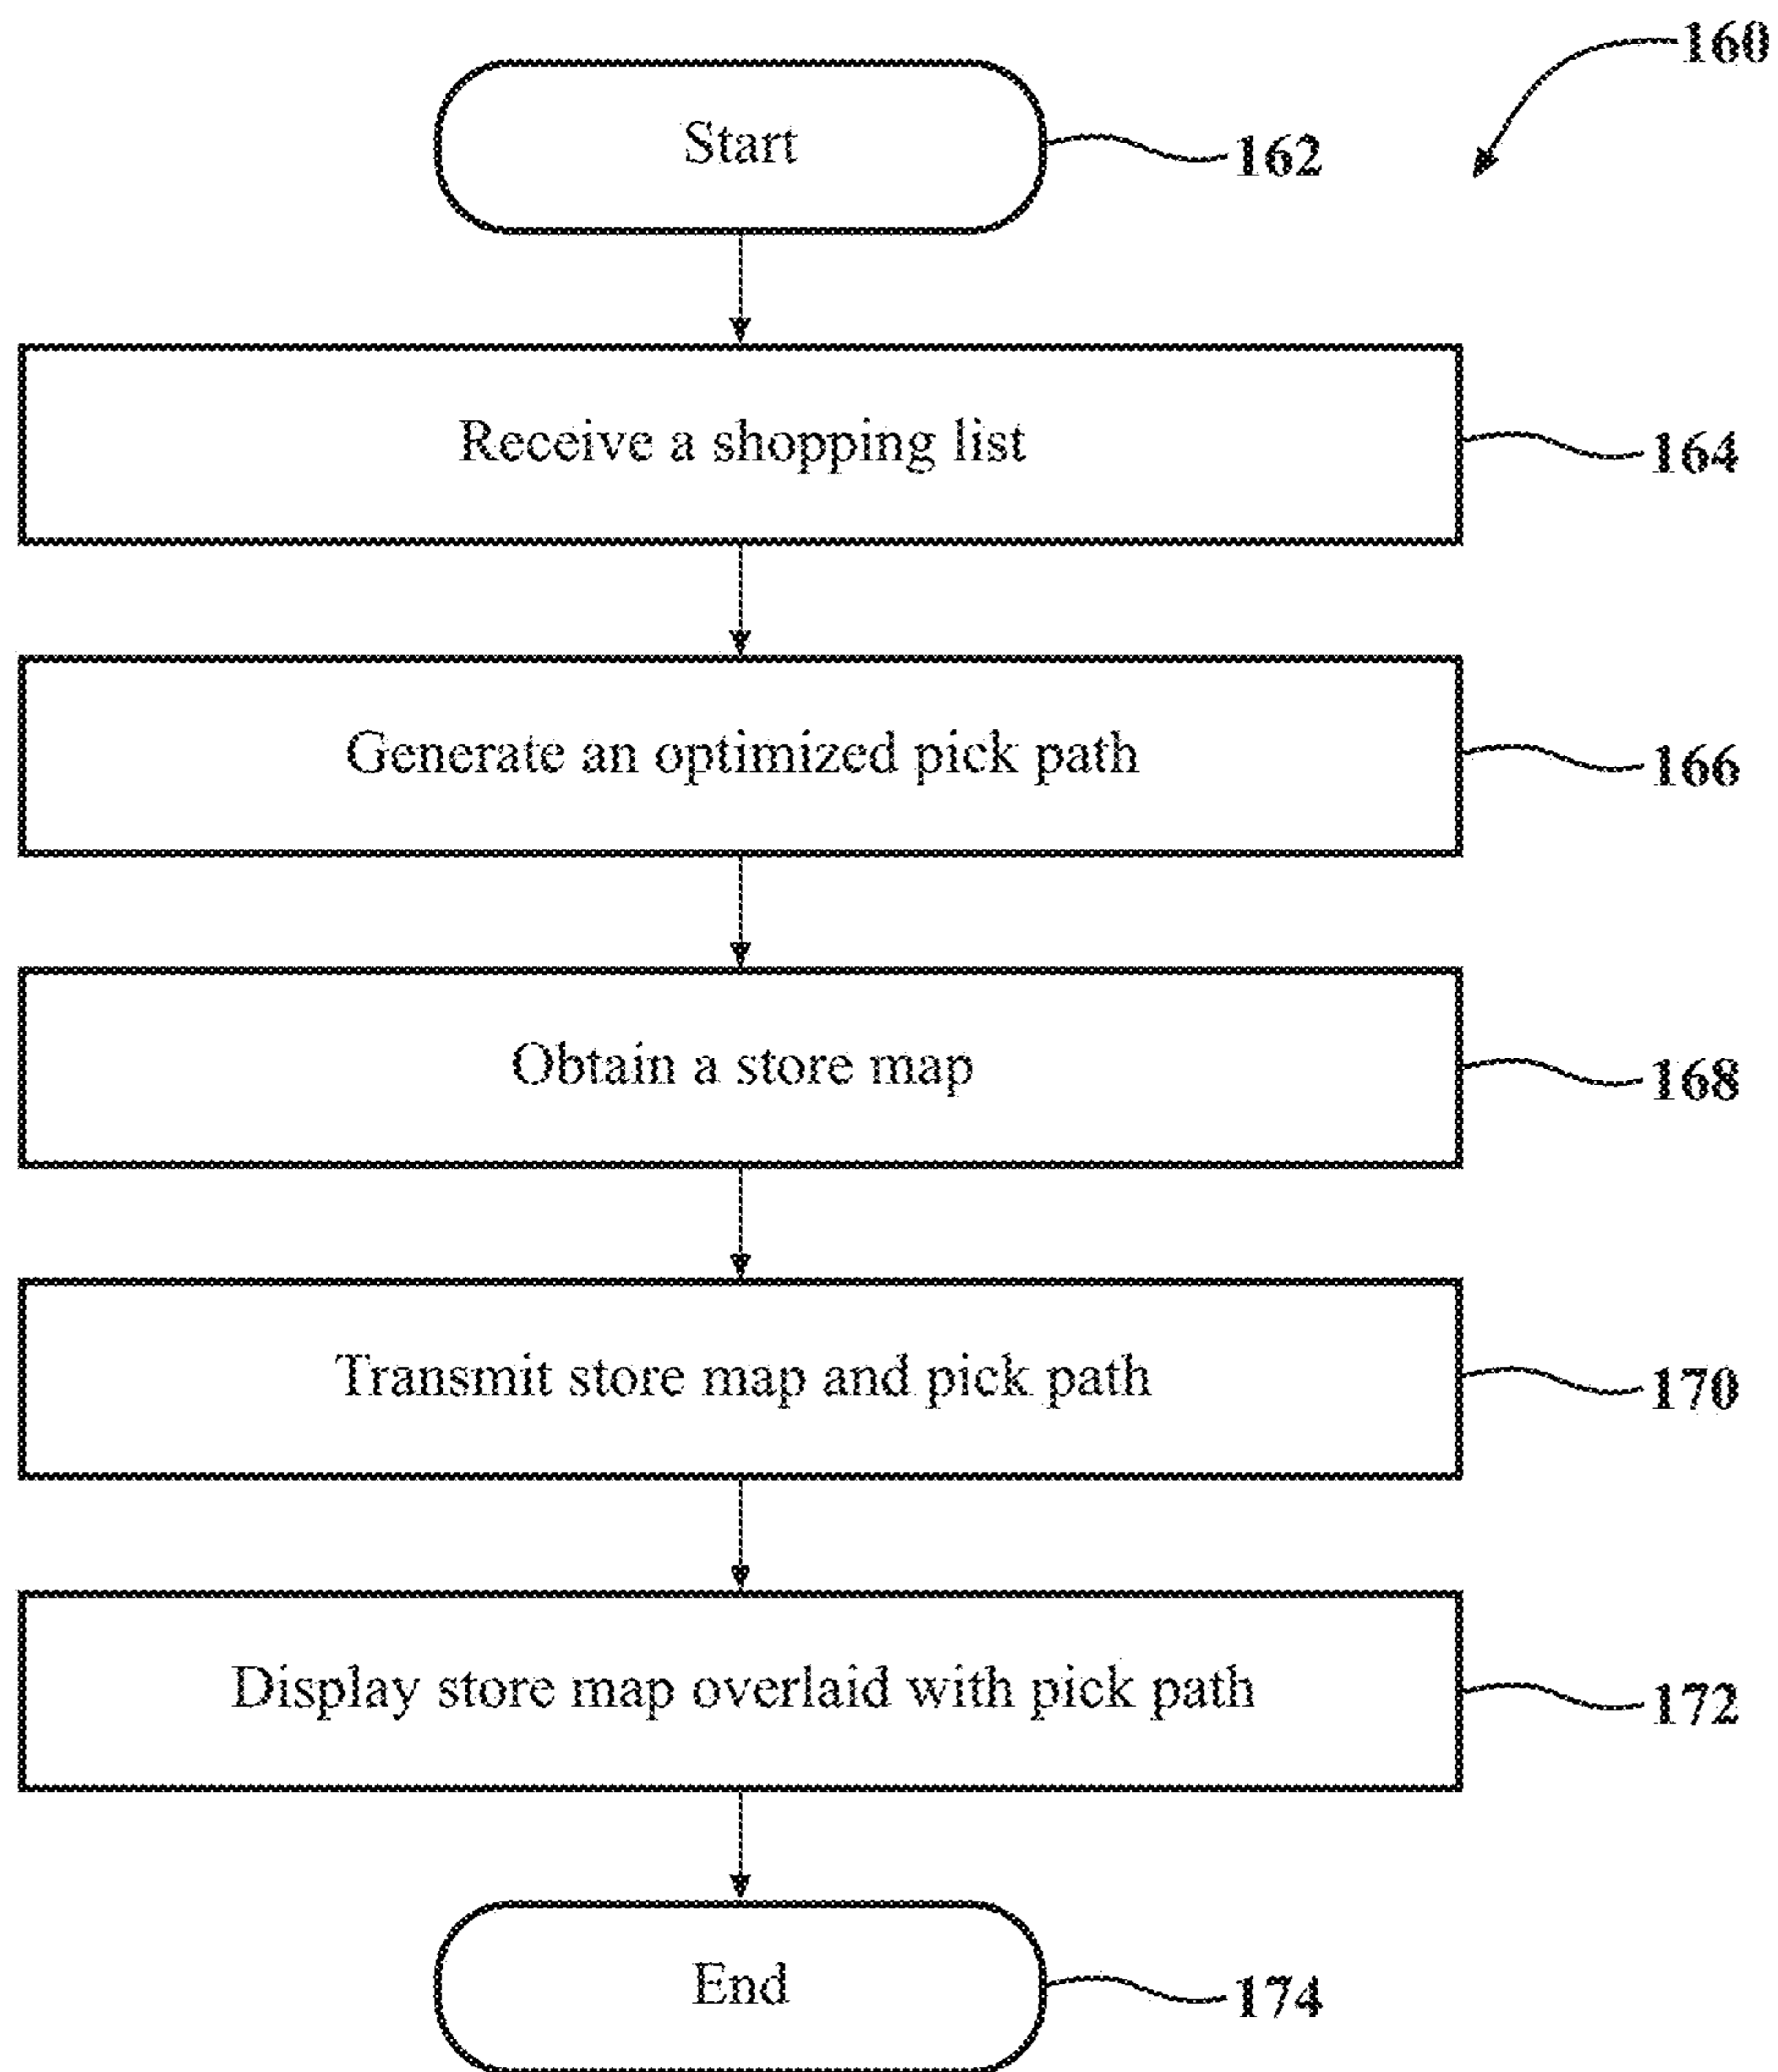 160
Start
162
Receive a shopping list
164
Generate an optimized pick path
166
Obtain a store map
168
Transmit store map and pick path
170
Display store map overlaid with pick path
172
End
174